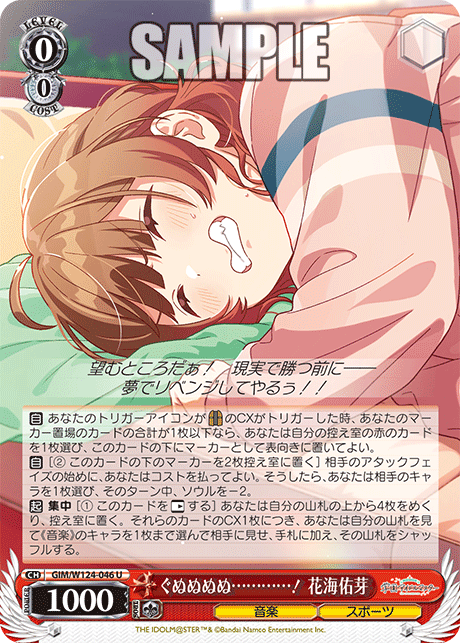 LEVEL
0
0
COST
SAMPLE
望むところだぁ！ 現実で勝つ前に――
夢でリベンジしてやるぅ！！
自 あなたのトリガーアイコンが のCXがトリガーした時、あなたのマー
カー置場のカードの合計が1枚以下なら、あなたは自分の控え室の赤のカード
を1枚選び、このカードの下にマーカーとして表向きに置いてよい。
自 [② このカードの下のマーカーを2枚控え室に置く] 相手のアタックフェ
イズの始めに、あなたはコストを払ってよい。そうしたら、あなたは相手のキャ
ラを1枚選び、そのターン中、ソウルを－2。
起 集中 [① このカードを する] あなたは自分の山札の上から4枚をめく
り、控え室に置く。それらのカードのCX1枚につき、あなたは自分の山札を見
て《音楽》のキャラを1枚まで選んで相手に見せ、手札に加え、その山札をシャッ
フルする。
CH GIM/W124-046 U
POWER
1000
SOUL
ぐぬぬぬぬ…………！ 花海佑芽
音楽
スポーツ
THE IDOLM@STER™& ©Bandai Namco Entertainment Inc.